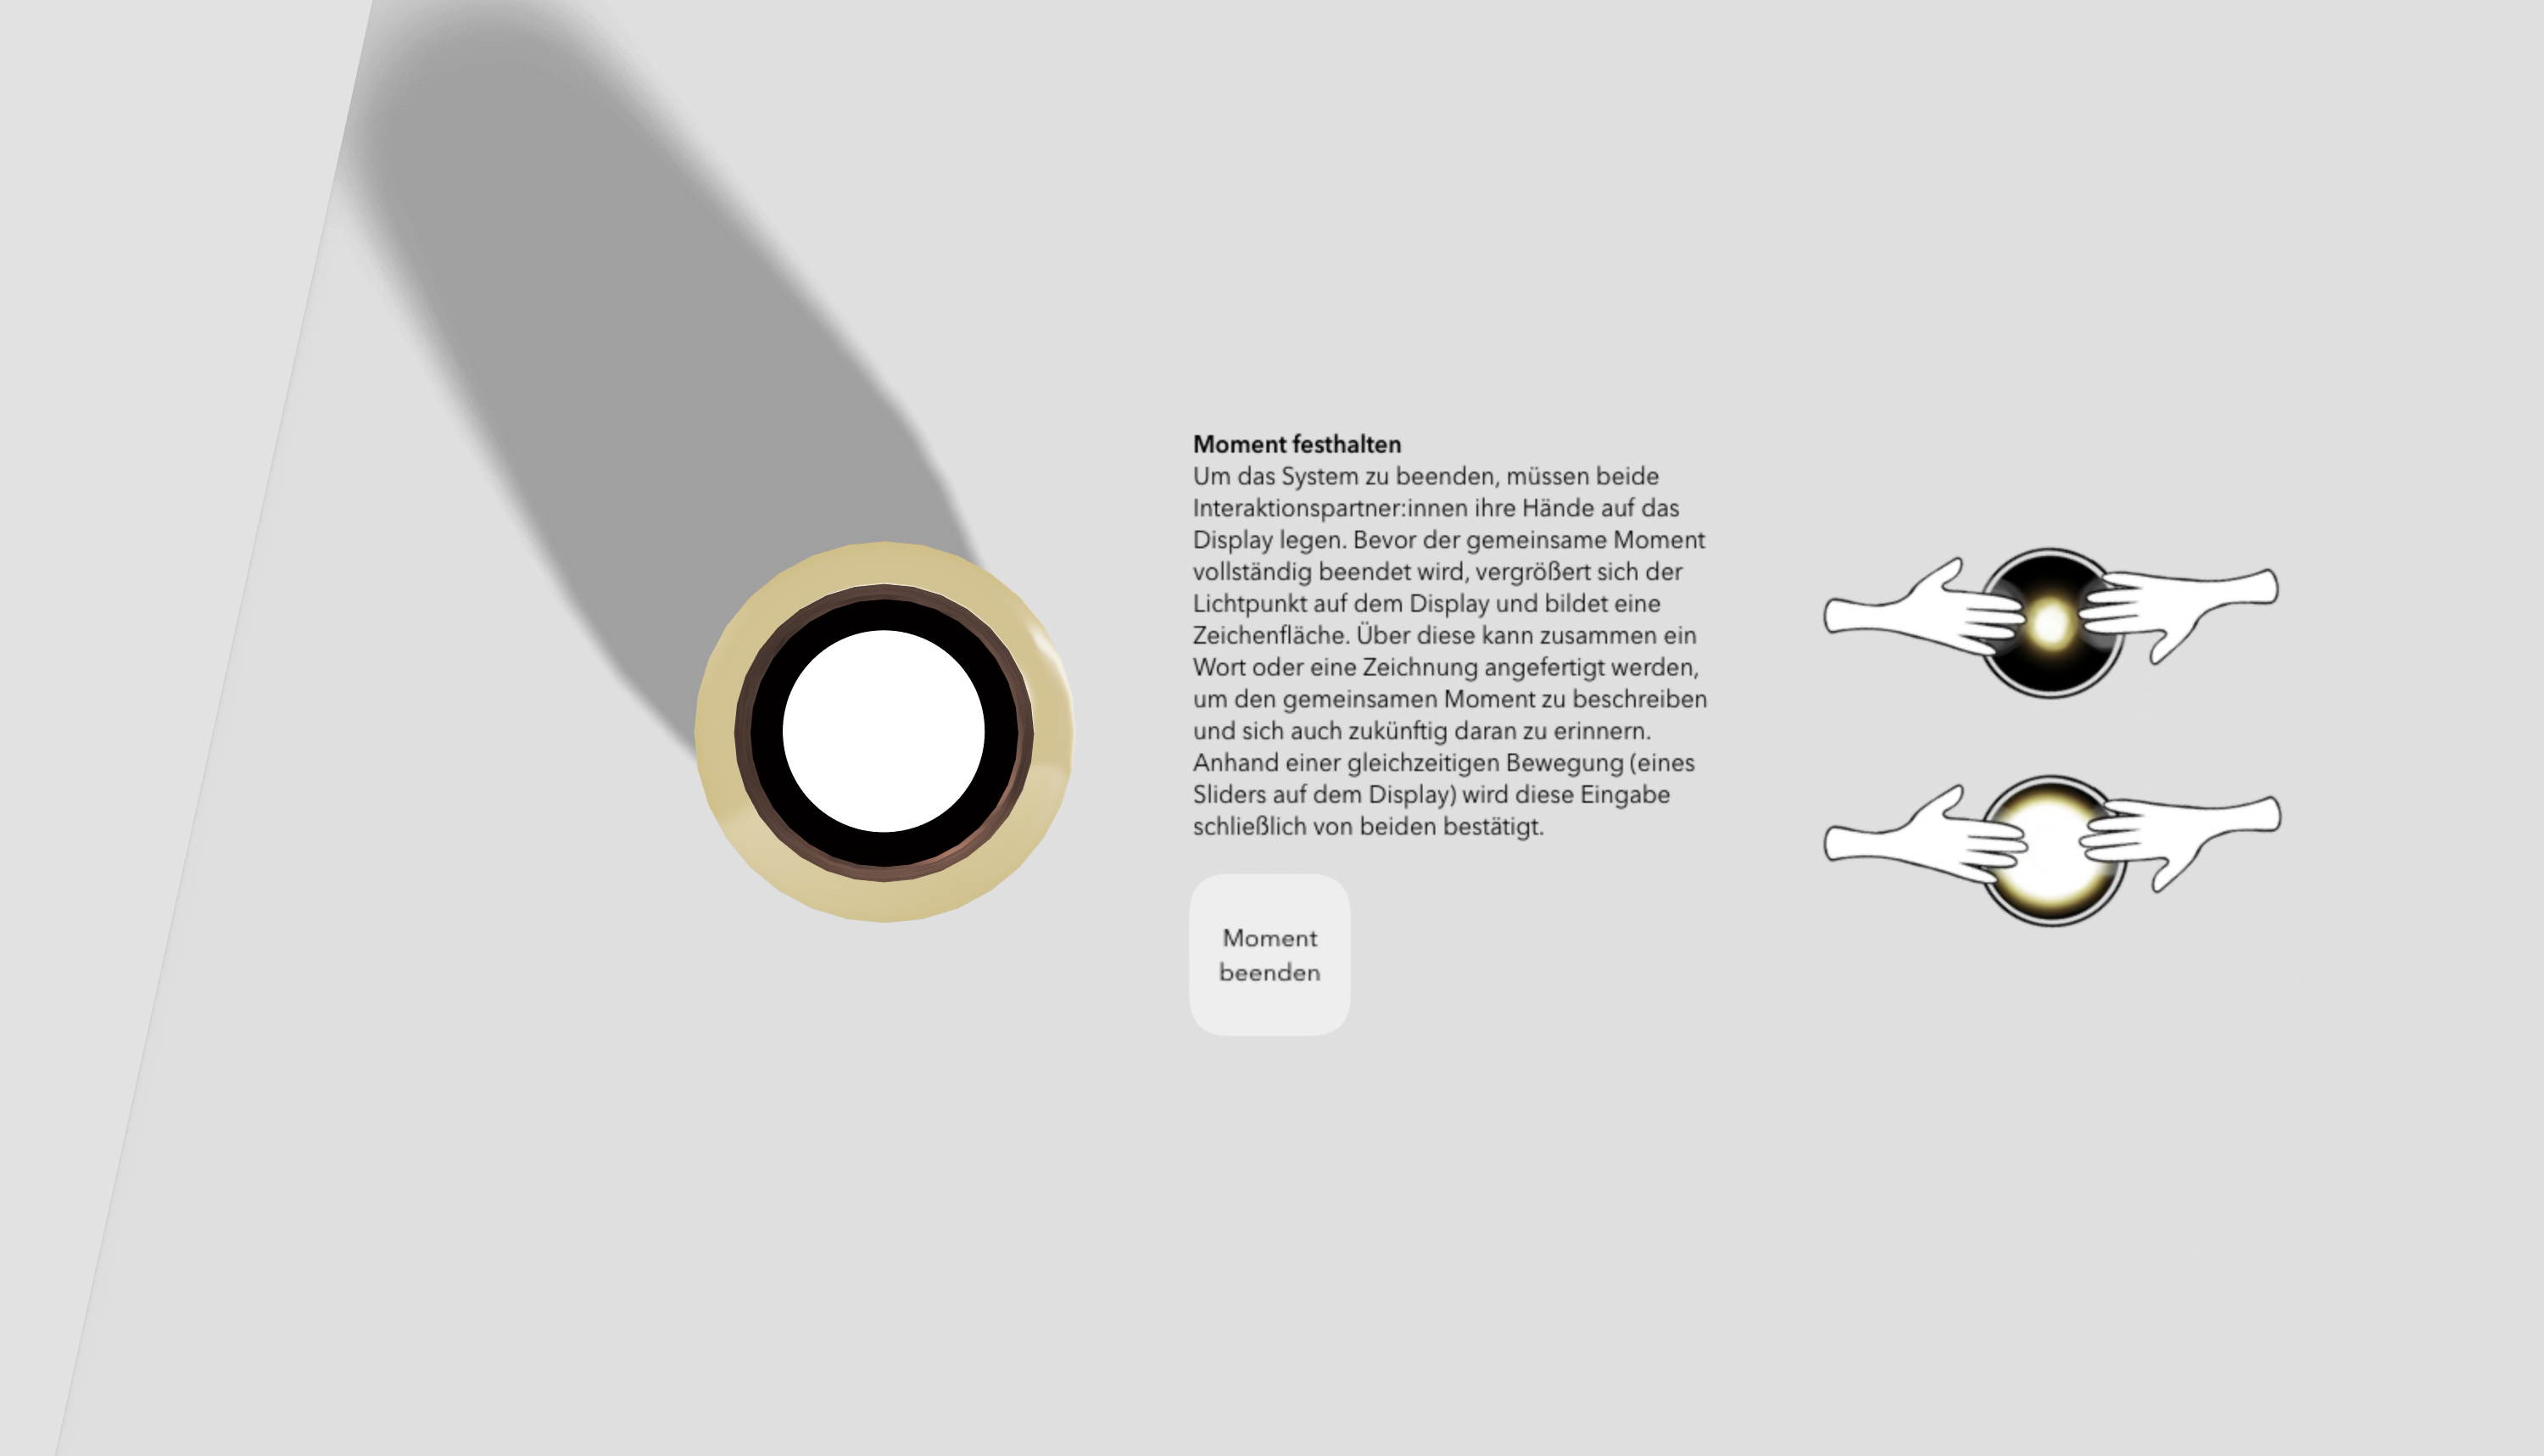 Moment festhalten
Um das System zu beenden, müssen beide
Interaktionspartner:innen ihre Hände auf das
Display legen. Bevor der gemeinsame Moment
vollständig beendet wird, vergrößert sich der
Lichtpunkt auf dem Display und bildet eine
Zeichenfläche. Über diese kann zusammen ein
Wort oder eine Zeichnung angefertigt werden,
um den gemeinsamen Moment zu beschreiben
und sich auch zukünftig daran zu erinnern.
Anhand einer gleichzeitigen Bewegung (eines
Sliders auf dem Display) wird diese Eingabe
schließlich von beiden bestätigt.
Moment
beenden